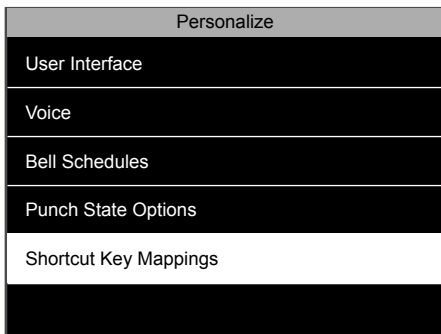 Personalize
User Interface
Voice
Bell Schedules
Punch State Options
Shortcut Key Mappings